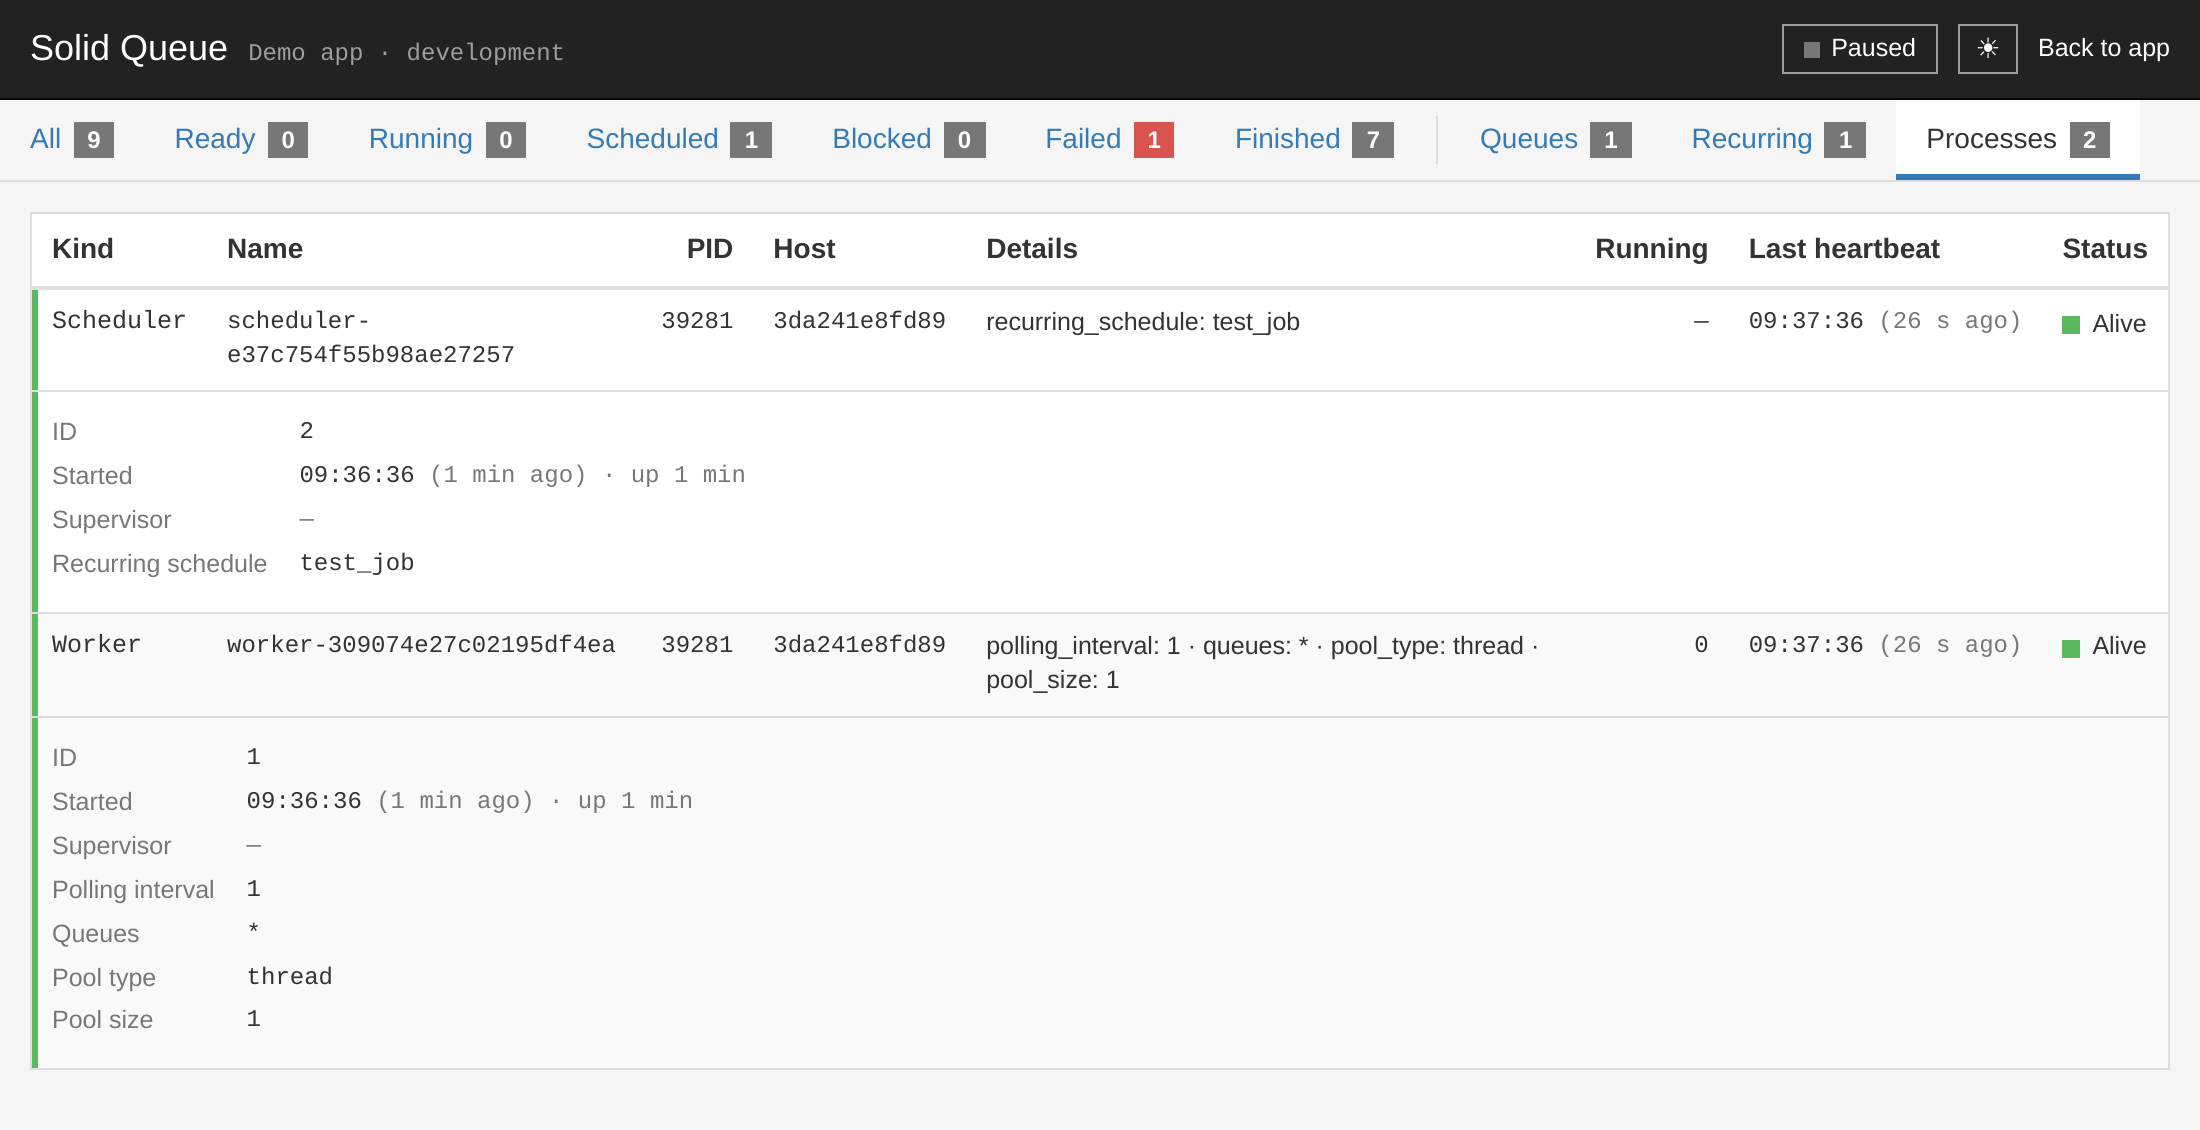 Solid Queue Demo app · development Paused ☀ Back to app
All 9 Ready 0 Running 0 Scheduled 1 Blocked 0 Failed 1 Finished 7 Queues 1 Recurring 1 Processes 2
Kind Name PID Host Details Running Last heartbeat Status
Scheduler scheduler- 39281 3da241e8fd89 recurring_schedule: test_job — 09:37:36 (26 s ago) Alive
e37c754f55b98ae27257
ID 2
Started 09:36:36 (1 min ago) · up 1 min
Supervisor —
Recurring schedule test_job
Worker worker-309074e27c02195df4ea 39281 3da241e8fd89 polling_interval: 1 · queues: * · pool_type: thread · 0 09:37:36 (26 s ago) Alive
pool_size: 1
ID 1
Started 09:36:36 (1 min ago) · up 1 min
Supervisor —
Polling interval 1
Queues *
Pool type thread
Pool size 1